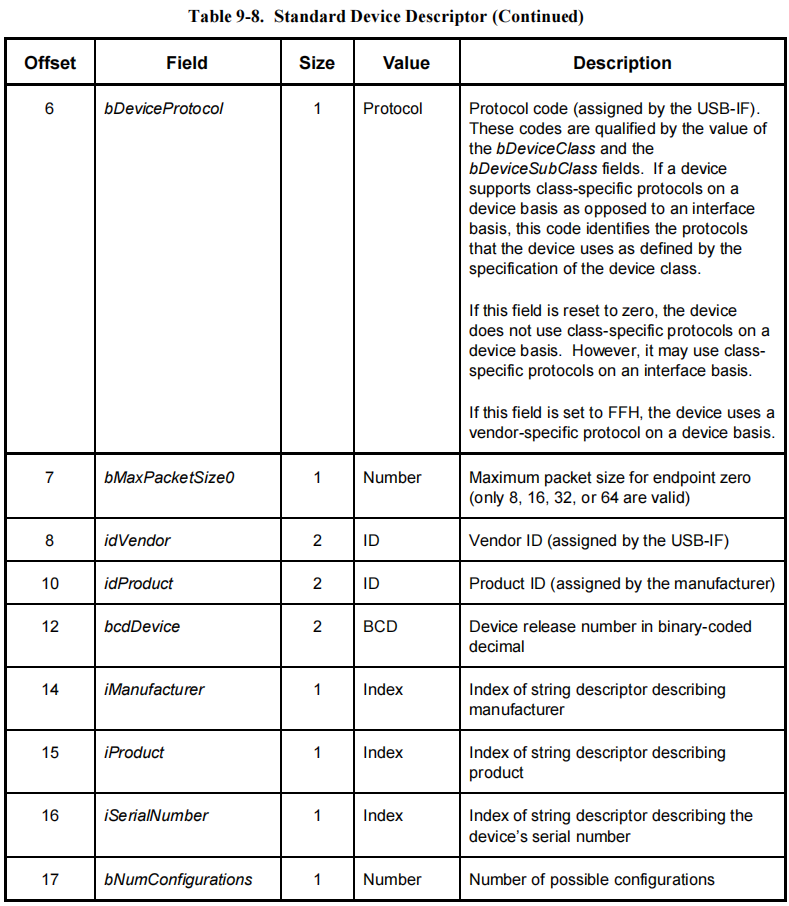 Table 9-8. Standard Device Descriptor (Continued)
Offset Field Size Value Description
6 bDeviceProtocol 1 Protocol Protocol code (assigned by the USB-IF).
These codes are qualified by the value of
the bDeviceClass and the
bDeviceSubClass fields. If a device
supports class-specific protocols on a
device basis as opposed to an interface
basis, this code identifies the protocols
that the device uses as defined by the
specification of the device class.
If this field is reset to zero, the device
does not use class-specific protocols on a
device basis. However, it may use class-
specific protocols on an interface basis.
If this field is set to FFH, the device uses a
vendor-specific protocol on a device basis.
7 bMaxPacketSize0 1 Number Maximum packet size for endpoint zero
(only 8, 16, 32, or 64 are valid)
8 idVendor 2 ID Vendor ID (assigned by the USB-IF)
10 idProduct 2 ID Product ID (assigned by the manufacturer)
12 bcdDevice 2 BCD Device release number in binary-coded
decimal
14 iManufacturer 1 Index Index of string descriptor describing
manufacturer
15 iProduct 1 Index Index of string descriptor describing
product
16 iSerialNumber 1 Index Index of string descriptor describing the
device's serial number
17 bNumConfigurations 1 Number Number of possible configurations